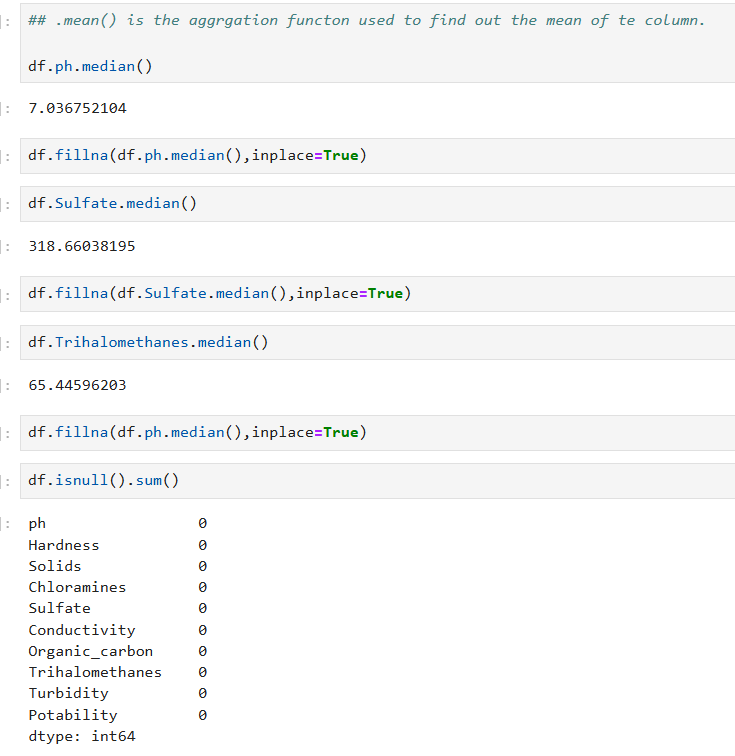 ]: ## .mean() is the aggrgation functon used to find out the mean of te column.
df.ph.median()
]: 7.036752104
]: df.fillna(df.ph.median(),inplace=True)
]: df.Sulfate.median()
]: 318.66038195
]: df.fillna(df.Sulfate.median(),inplace=True)
]: df.Trihalomethanes.median()
]: 65.44596203
]: df.fillna(df.ph.median(),inplace=True)
]: df.isnull().sum()
]: ph 0
Hardness 0
Solids 0
Chloramines 0
Sulfate 0
Conductivity 0
Organic_carbon 0
Trihalomethanes 0
Turbidity 0
Potability 0
dtype: int64